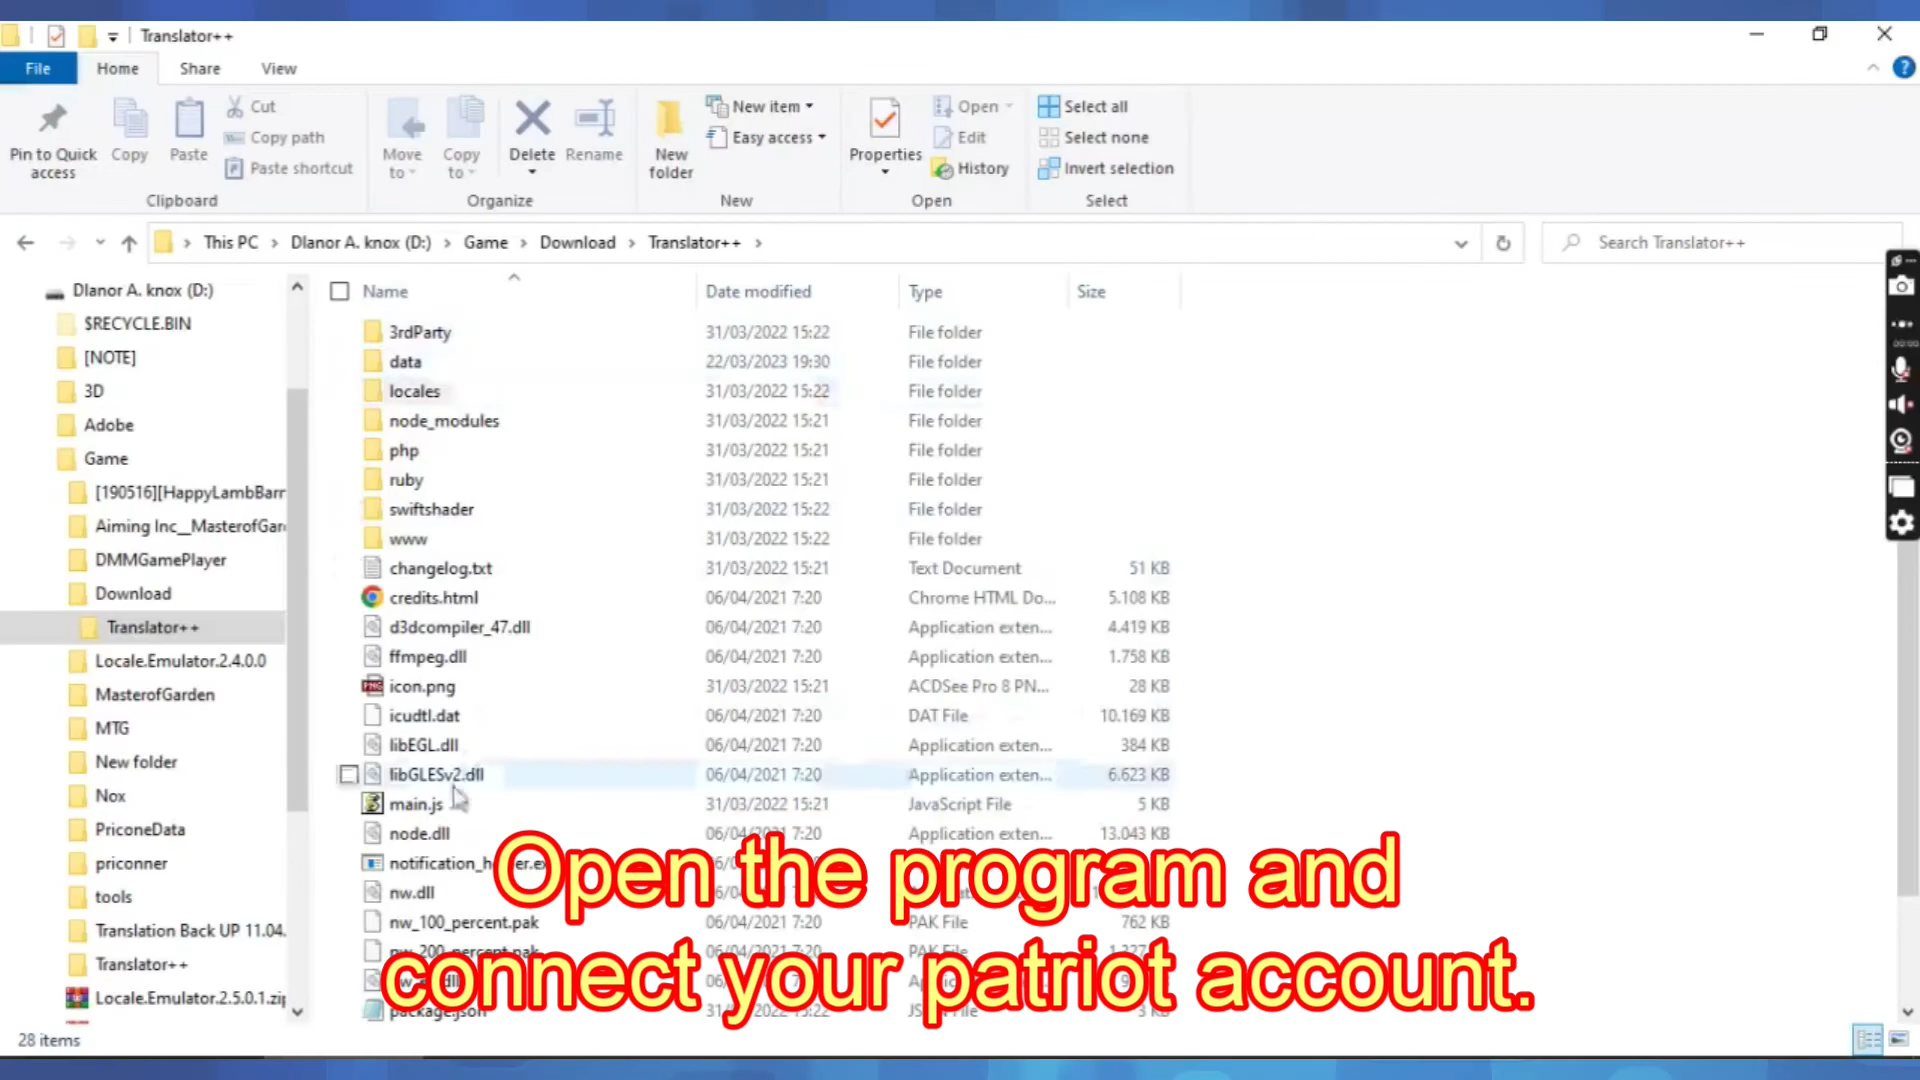 Translator++
File Home Share View
Pin to Quick access
Copy
Paste
Cut
Copy path
Paste shortcut
Move to
Copy to
Delete
Rename
New folder
New item
Easy access
Properties
Open
Edit
History
Select all
Select none
Invert selection
Clipboard Organize New Open Select
This PC > Dlanor A. knox (D:) > Game > Download > Translator++ >
Search Translator++
Dlanor A. knox (D:)
$RECYCLE.BIN
[NOTE]
3D
Adobe
Game
[190516][HappyLambBarr
Aiming Inc__MasterofGar
DMMGamePlayer
Download
Translator++
Locale.Emulator.2.4.0.0
MasterofGarden
MTG
New folder
Nox
PriconeData
priconner
tools
Translation Back UP 11.04.
Translator++
Locale.Emulator.2.5.0.1.zip
Name Date modified Type Size
3rdParty 31/03/2022 15:22 File folder
data 22/03/2023 19:30 File folder
locales 31/03/2022 15:22 File folder
node_modules 31/03/2022 15:21 File folder
php 31/03/2022 15:21 File folder
ruby 31/03/2022 15:21 File folder
swiftshader 31/03/2022 15:22 File folder
www 31/03/2022 15:22 File folder
changelog.txt 31/03/2022 15:21 Text Document 51 KB
credits.html 06/04/2021 7:20 Chrome HTML Do... 5.108 KB
d3dcompiler_47.dll 06/04/2021 7:20 Application exten... 4.419 KB
ffmpeg.dll 06/04/2021 7:20 Application exten... 1.758 KB
icon.png 31/03/2022 15:21 ACDSee Pro 8 PN... 28 KB
icudtl.dat 06/04/2021 7:20 DAT File 10.169 KB
libEGL.dll 06/04/2021 7:20 Application exten... 384 KB
libGLESv2.dll 06/04/2021 7:20 Application exten... 6.623 KB
main.js 31/03/2022 15:21 JavaScript File 5 KB
node.dll 06/04/2021 7:20 Application exten... 13.043 KB
nw.dll
nw_100_percent.pak 06/04/2021 7:20 PAK File 762 KB
package.json
Open the program and
connect your patriot account.
28 items